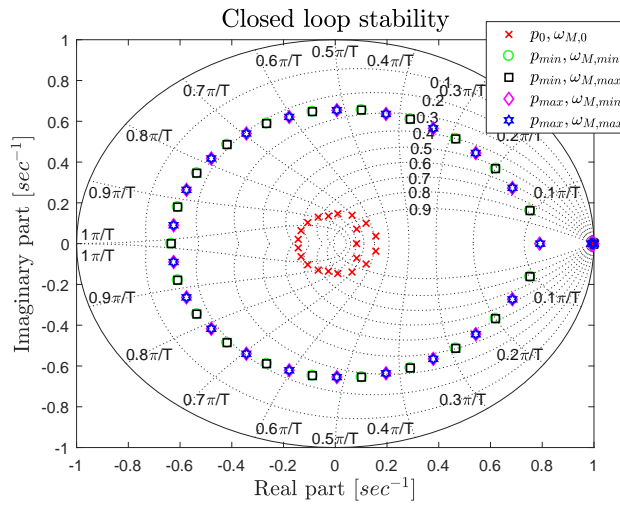 Closed loop stability
p_0, ω_{M,0}
p_{min}, ω_{M,min}
p_{min}, ω_{M,max}
p_{max}, ω_{M,min}
p_{max}, ω_{M,max}
Imaginary part [sec^{-1}]
1
0.8
0.6
0.4
0.2
0
-0.2
-0.4
-0.6
-0.8
-1
0.5π/T
0.6π/T 0.4π/T
0.7π/T 0.3π/T
0.8π/T 0.2π/T
0.9π/T 0.1π/T
1π/T
1π/T
0.9π/T 0.1π/T
0.8π/T 0.2π/T
0.7π/T 0.3π/T
0.6π/T 0.4π/T
0.5π/T
0.1
0.2
0.3
0.4
0.5
0.6
0.7
0.8
0.9
-1 -0.8 -0.6 -0.4 -0.2 0 0.2 0.4 0.6 0.8 1
Real part [sec^{-1}]